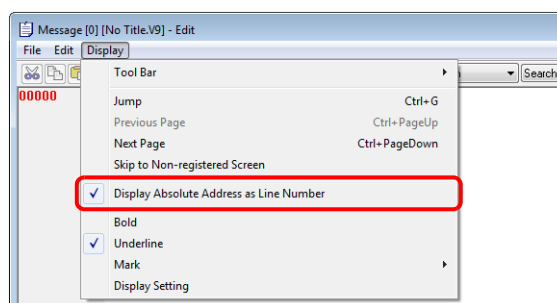 Message [0] [No Title.V9] - Edit
File Edit Display
Search
00000
Tool Bar
Jump Ctrl+G
Previous Page Ctrl+PageUp
Next Page Ctrl+PageDown
Skip to Non-registered Screen
Display Absolute Address as Line Number
Bold
Underline
Mark
Display Setting